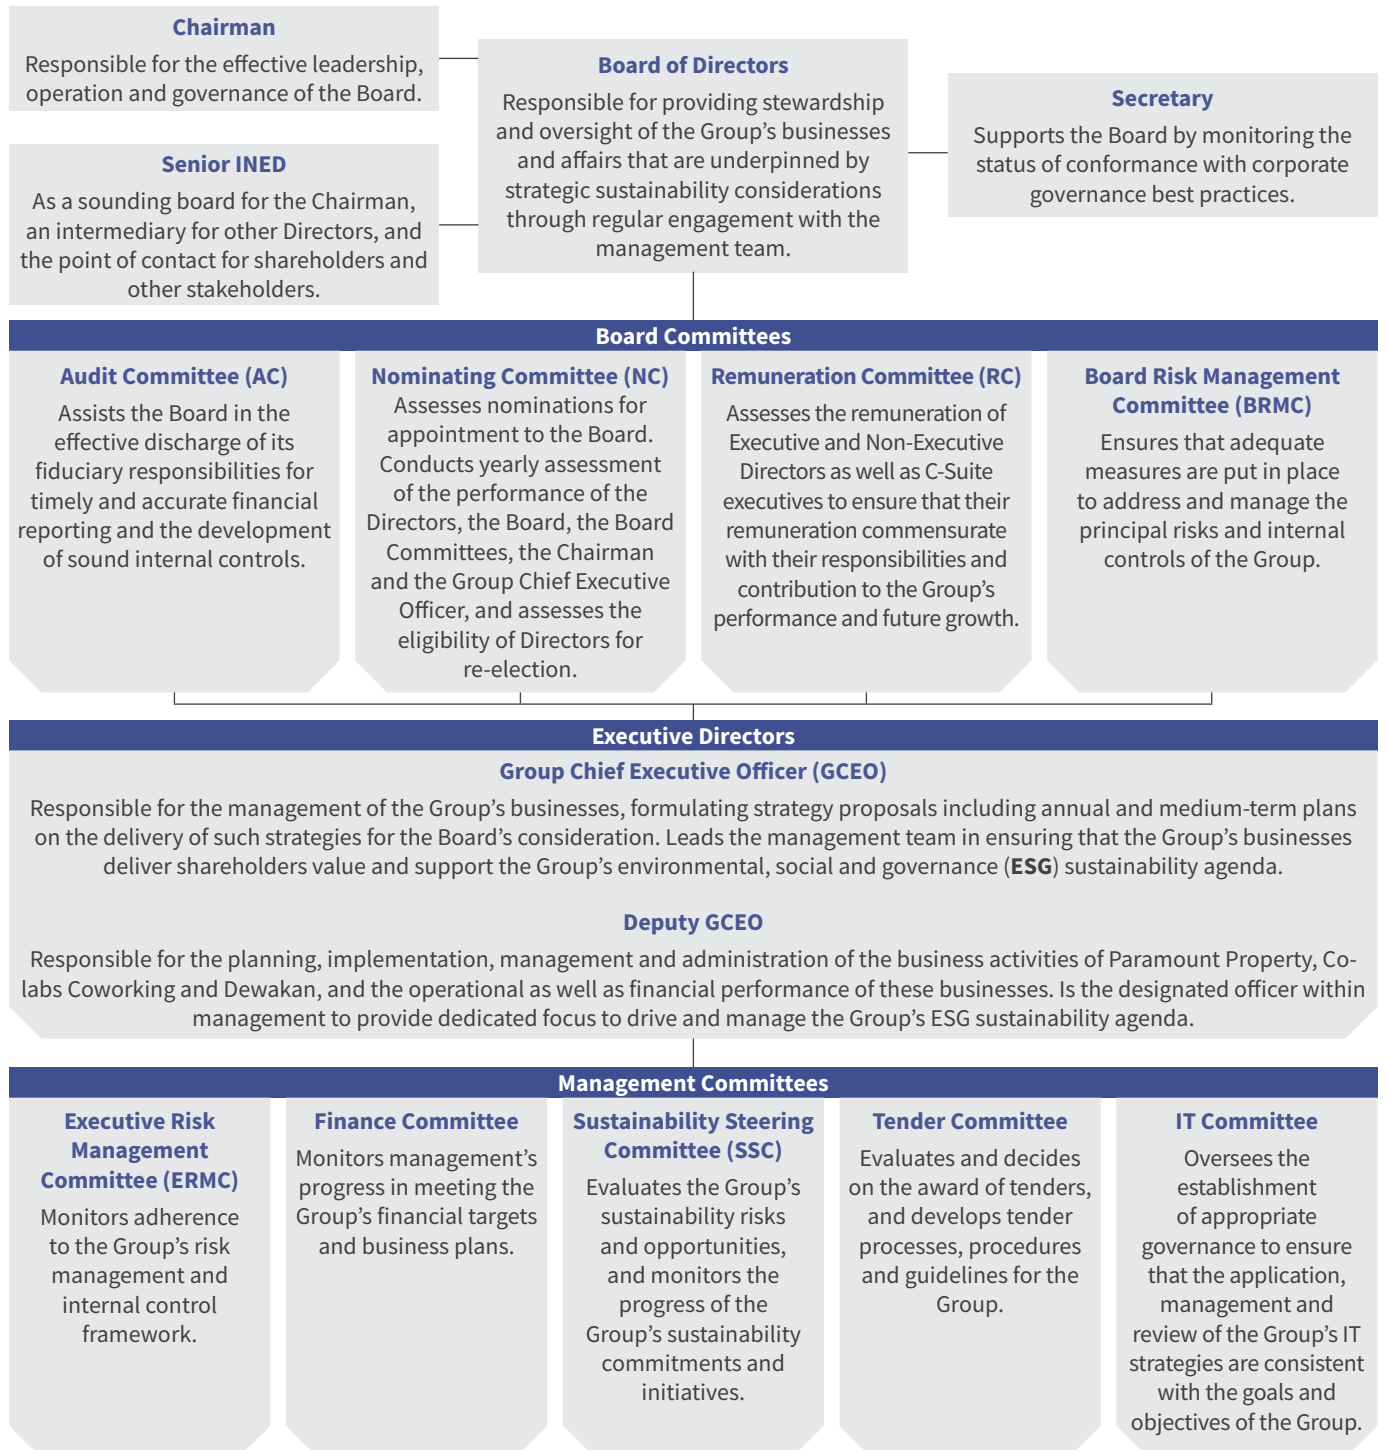 Chairman
Responsible for the effective leadership,
operation and governance of the Board.
Senior INED
As a sounding board for the Chairman,
an intermediary for other Directors, and
the point of contact for shareholders and
other stakeholders.
Board of Directors
Responsible for providing stewardship
and oversight of the Group’s businesses
and affairs that are underpinned by
strategic sustainability considerations
through regular engagement with the
management team.
Secretary
Supports the Board by monitoring the
status of conformance with corporate
governance best practices.
Board Committees
Audit Committee (AC)
Assists the Board in the
effective discharge of its
fiduciary responsibilities for
timely and accurate financial
reporting and the development
of sound internal controls.
Nominating Committee (NC)
Assesses nominations for
appointment to the Board.
Conducts yearly assessment
of the performance of the
Directors, the Board, the Board
Committees, the Chairman
and the Group Chief Executive
Officer, and assesses the
eligibility of Directors for
re-election.
Remuneration Committee (RC)
Assesses the remuneration of
Executive and Non-Executive
Directors as well as C-Suite
executives to ensure that their
remuneration commensurate
with their responsibilities and
contribution to the Group’s
performance and future growth.
Board Risk Management
Committee (BRMC)
Ensures that adequate
measures are put in place
to address and manage the
principal risks and internal
controls of the Group.
Executive Directors
Group Chief Executive Officer (GCEO)
Responsible for the management of the Group’s businesses, formulating strategy proposals including annual and medium-term plans
on the delivery of such strategies for the Board’s consideration. Leads the management team in ensuring that the Group’s businesses
deliver shareholders value and support the Group’s environmental, social and governance (ESG) sustainability agenda.
Deputy GCEO
Responsible for the planning, implementation, management and administration of the business activities of Paramount Property, Co-
labs Coworking and Dewakan, and the operational as well as financial performance of these businesses. Is the designated officer within
management to provide dedicated focus to drive and manage the Group’s ESG sustainability agenda.
Management Committees
Executive Risk
Management
Committee (ERMC)
Monitors adherence
to the Group’s risk
management and
internal control
framework.
Finance Committee
Monitors management’s
progress in meeting the
Group’s financial targets
and business plans.
Sustainability Steering
Committee (SSC)
Evaluates the Group’s
sustainability risks
and opportunities,
and monitors the
progress of the
Group’s sustainability
commitments and
initiatives.
Tender Committee
Evaluates and decides
on the award of tenders,
and develops tender
processes, procedures
and guidelines for the
Group.
IT Committee
Oversees the
establishment
of appropriate
governance to ensure
that the application,
management and
review of the Group’s IT
strategies are consistent
with the goals and
objectives of the Group.